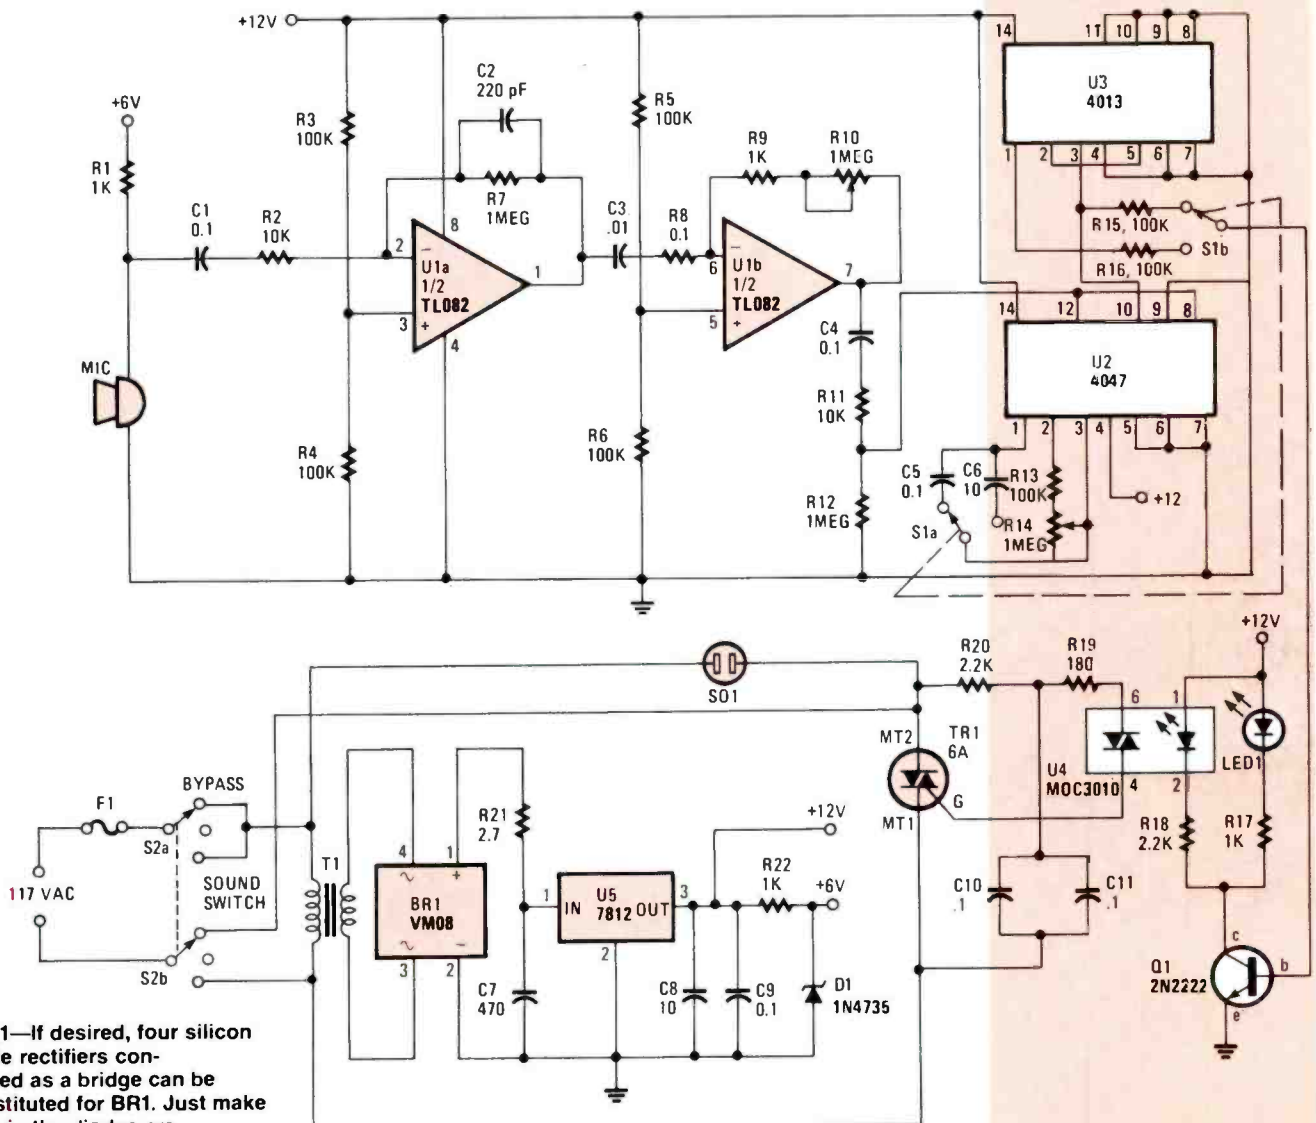 +12V
+6V
R1
1K
MIC
C1
0.1
R2
10K
R3
100K
R4
100K
C2
220 pF
R7
1MEG
2
3
8
4
1
−
+
U1a
1/2
TL082
C3
.01
R5
100K
R6
100K
R8
0.1
R9
1K
R10
1MEG
6
5
7
−
+
U1b
1/2
TL082
C4
0.1
R11
10K
R12
1MEG
14
11
10
9
8
U3
4013
1
2
3
4
5
6
7
R15, 100K
R16, 100K
S1b
14
12
10
9
8
U2
4047
1
2
3
4
5
6
7
C5
0.1
C6
10
R13
100K
R14
1MEG
S1a
+12
SO1
R20
2.2K
R19
180
+12V
MT2
TR1
6A
G
MT1
6
1
4
2
U4
MOC3010
LED1
R18
2.2K
R17
1K
C10
.1
C11
.1
c
b
e
Q1
2N2222
117 VAC
F1
S2a
BYPASS
SOUND
SWITCH
S2b
T1
4
1
+
BR1
VM08
−
3
2
R21
2.7
C7
470
1
IN
U5
7812
OUT
3
2
+12V
R22
1K
+6V
C8
10
C9
0.1
D1
1N4735
1—If desired, four silicon
e rectifiers con-
ed as a bridge can be
stituted for BR1. Just make